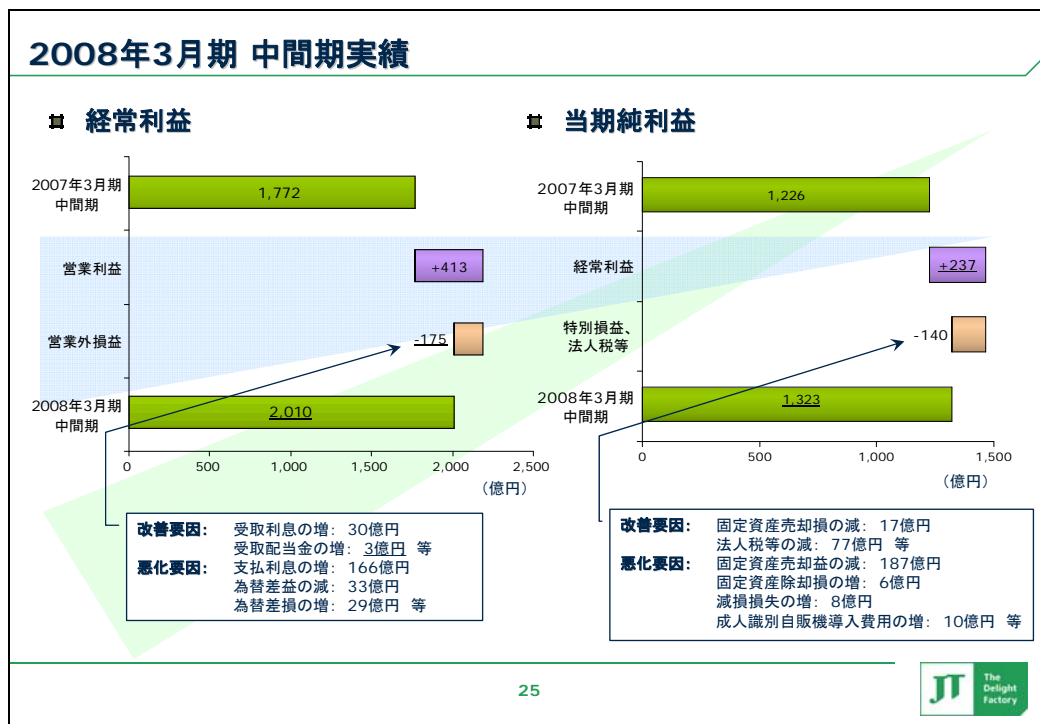 2008年3月期 中間期実績
経常利益
2007年3月期
中間期
1,772
営業利益
+413
営業外損益
-175
2008年3月期
中間期
2,010
0 500 1,000 1,500 2,000 2,500
（億円）
改善要因： 受取利息の増： 30億円
受取配当金の増： 3億円 等
悪化要因： 支払利息の増： 166億円
為替差益の減： 33億円
為替差損の増： 29億円 等
当期純利益
2007年3月期
中間期
1,226
経常利益
+237
特別損益、
法人税等
-140
2008年3月期
中間期
1,323
0 500 1,000 1,500
（億円）
改善要因： 固定資産売却損の減： 17億円
法人税等の減： 77億円 等
悪化要因： 固定資産売却益の減： 187億円
固定資産除却損の増： 6億円
減損損失の増： 8億円
成人識別自販機導入費用の増： 10億円 等
25
JT
The
Delight
Factory